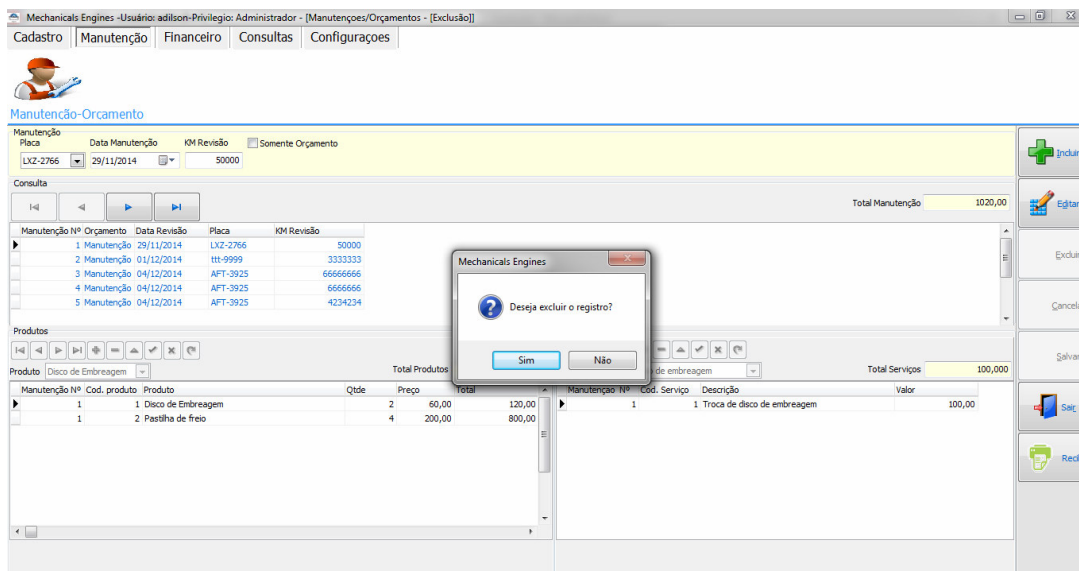 Mechanicals Engines -Usuário: adilson-Privilegio: Administrador - [Manutençoes/Orçamentos - [Exclusão]]
Cadastro Manutenção Financeiro Consultas Configuraçoes
Manutencão-Orcamento
Manutenção
Placa Data Manutenção KM Revisão Somente Orçamento
LXZ-2766 29/11/2014 50000
Incluir
Consulta
Total Manutenção 1020,00
Editar
Manutenção Nº Orçamento Data Revisão Placa KM Revisão
1 Manutenção 29/11/2014 LXZ-2766 50000
2 Manutenção 01/12/2014 ttt-9999 3333333
3 Manutenção 04/12/2014 AFT-3925 66666666
4 Manutenção 04/12/2014 AFT-3925 6666666
5 Manutenção 04/12/2014 AFT-3925 4234234
Excluir
Cancela
Mechanicals Engines
Deseja excluir o registro?
Sim Não
Produtos
Salvar
Produto Disco de Embreagem Total Produtos
de embreagem Total Serviços 100,000
Manutenção Nº Cod. produto Produto Qtde Preço Total
1 1 Disco de Embreagem 2 60,00 120,00
1 2 Pastilha de freio 4 200,00 800,00
Manutençao Nº Cod. Serviço Descrição Valor
1 1 Troca de disco de embreagem 100,00
Sair